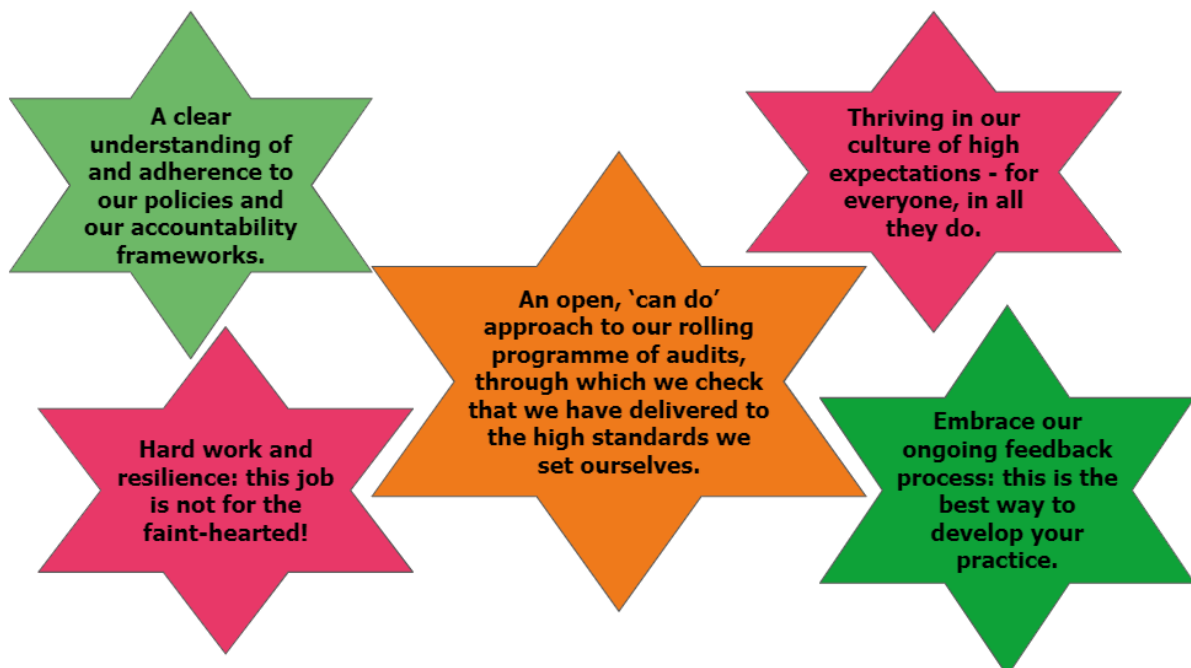 A clear
understanding of
and adherence to
our policies and
our accountability
frameworks.
Thriving in our
culture of high
expectations - for
everyone, in all
they do.
An open, ‘can do’
approach to our rolling
programme of audits,
through which we check
that we have delivered to
the high standards we
set ourselves.
Hard work and
resilience: this job
is not for the
faint-hearted!
Embrace our
ongoing feedback
process: this is the
best way to
develop your
practice.